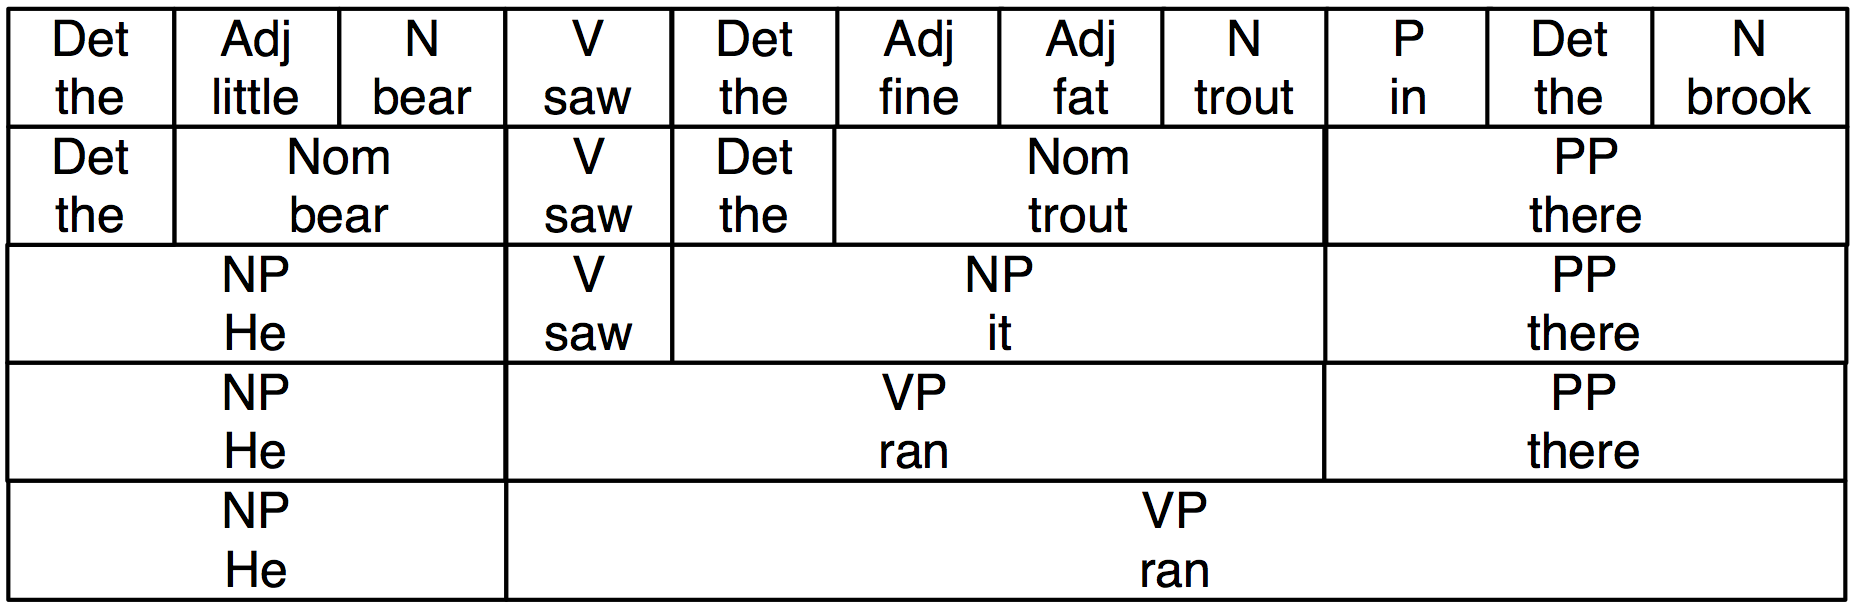 Det Adj N V Det Adj Adj N P Det N
the little bear saw the fine fat trout in the brook
Det Nom V Det Nom PP
the bear saw the trout there
NP V NP PP
He saw it there
NP VP PP
He ran there
NP VP
He ran